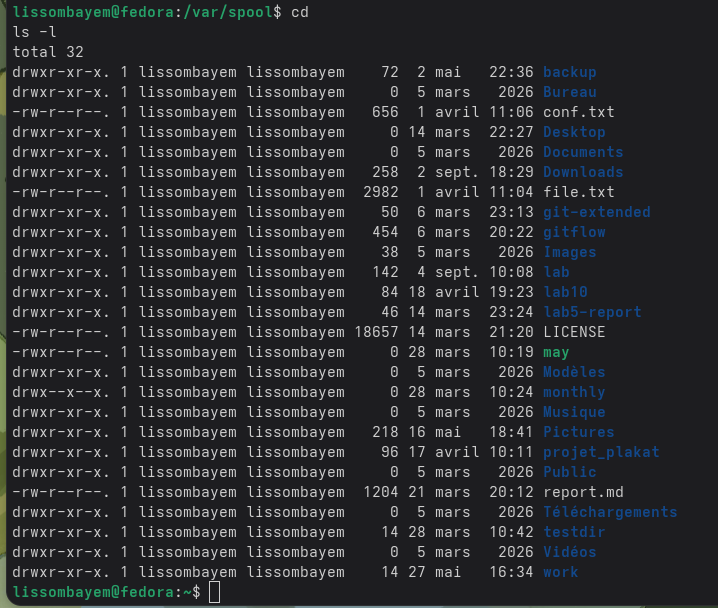 lissombayem@fedora:/var/spool$ cd
ls -l
total 32
drwxr-xr-x. 1 lissombayem lissombayem    72  2 mai   22:36 backup
drwxr-xr-x. 1 lissombayem lissombayem     0  5 mars   2026 Bureau
-rw-r--r--. 1 lissombayem lissombayem   656  1 avril 11:06 conf.txt
drwxr-xr-x. 1 lissombayem lissombayem     0 14 mars  22:27 Desktop
drwxr-xr-x. 1 lissombayem lissombayem     0  5 mars   2026 Documents
drwxr-xr-x. 1 lissombayem lissombayem   258  2 sept. 18:29 Downloads
-rw-r--r--. 1 lissombayem lissombayem  2982  1 avril 11:04 file.txt
drwxr-xr-x. 1 lissombayem lissombayem    50  6 mars  23:13 git-extended
drwxr-xr-x. 1 lissombayem lissombayem   454  6 mars  20:22 gitflow
drwxr-xr-x. 1 lissombayem lissombayem    38  5 mars   2026 Images
drwxr-xr-x. 1 lissombayem lissombayem   142  4 sept. 10:08 lab
drwxr-xr-x. 1 lissombayem lissombayem    84 18 avril 19:23 lab10
drwxr-xr-x. 1 lissombayem lissombayem    46 14 mars  23:24 lab5-report
-rw-r--r--. 1 lissombayem lissombayem 18657 14 mars  21:20 LICENSE
-rwxr--r--. 1 lissombayem lissombayem     0 28 mars  10:19 may
drwxr-xr-x. 1 lissombayem lissombayem     0  5 mars   2026 Modèles
drwx--x--x. 1 lissombayem lissombayem     0 28 mars  10:24 monthly
drwxr-xr-x. 1 lissombayem lissombayem     0  5 mars   2026 Musique
drwxr-xr-x. 1 lissombayem lissombayem   218 16 mai   18:41 Pictures
drwxr-xr-x. 1 lissombayem lissombayem    96 17 avril 10:11 projet_plakat
drwxr-xr-x. 1 lissombayem lissombayem     0  5 mars   2026 Public
-rw-r--r--. 1 lissombayem lissombayem  1204 21 mars  20:12 report.md
drwxr-xr-x. 1 lissombayem lissombayem     0  5 mars   2026 Téléchargements
drwxr-xr-x. 1 lissombayem lissombayem    14 28 mars  10:42 testdir
drwxr-xr-x. 1 lissombayem lissombayem     0  5 mars   2026 Vidéos
drwxr-xr-x. 1 lissombayem lissombayem    14 27 mai   16:34 work
lissombayem@fedora:~$